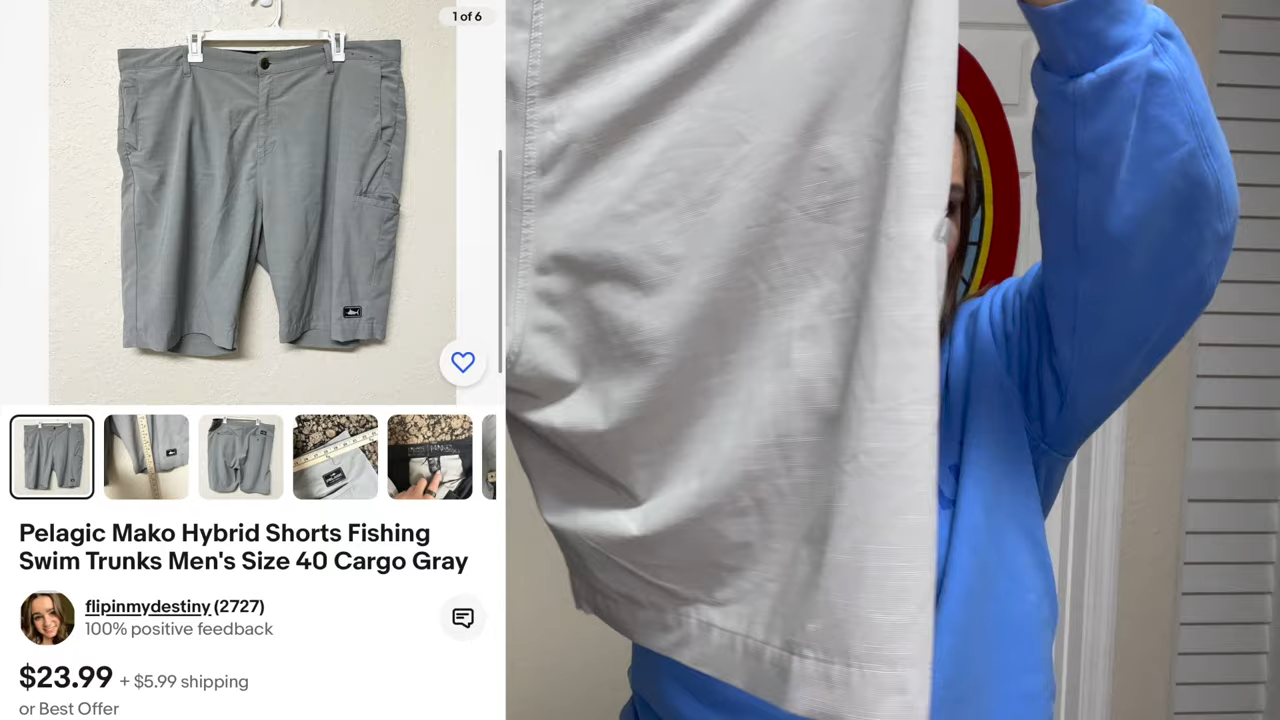 1 of 6
Pelagic Mako Hybrid Shorts Fishing
Swim Trunks Men's Size 40 Cargo Gray
flipinmydestiny (2727)
100% positive feedback
$23.99 + $5.99 shipping
or Best Offer